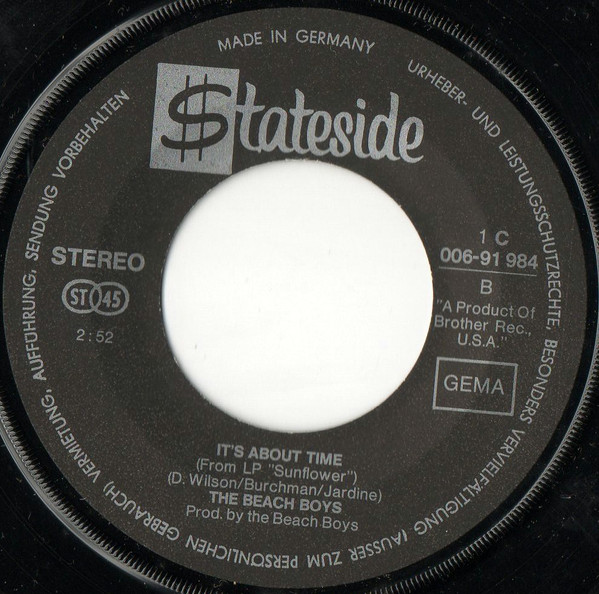 MADE IN GERMANY
URHEBER- UND LEISTUNGSSCHUTZRECHTE, BESONDERS VERVIELFÄLTIGUNG (AUSSER ZUM PERSÖNLICHEN GEBRAUCH) VERMIETUNG, AUFFÜHRUNG, SENDUNG VORBEHALTEN
$tateside
STEREO
ST 45
2:52
1 C
006-91 984
B
"A Product Of
Brother Rec.,
U.S.A."
GEMA
IT'S ABOUT TIME
(From LP "Sunflower")
(D. Wilson/Burchman/Jardine)
THE BEACH BOYS
Prod. by the Beach Boys